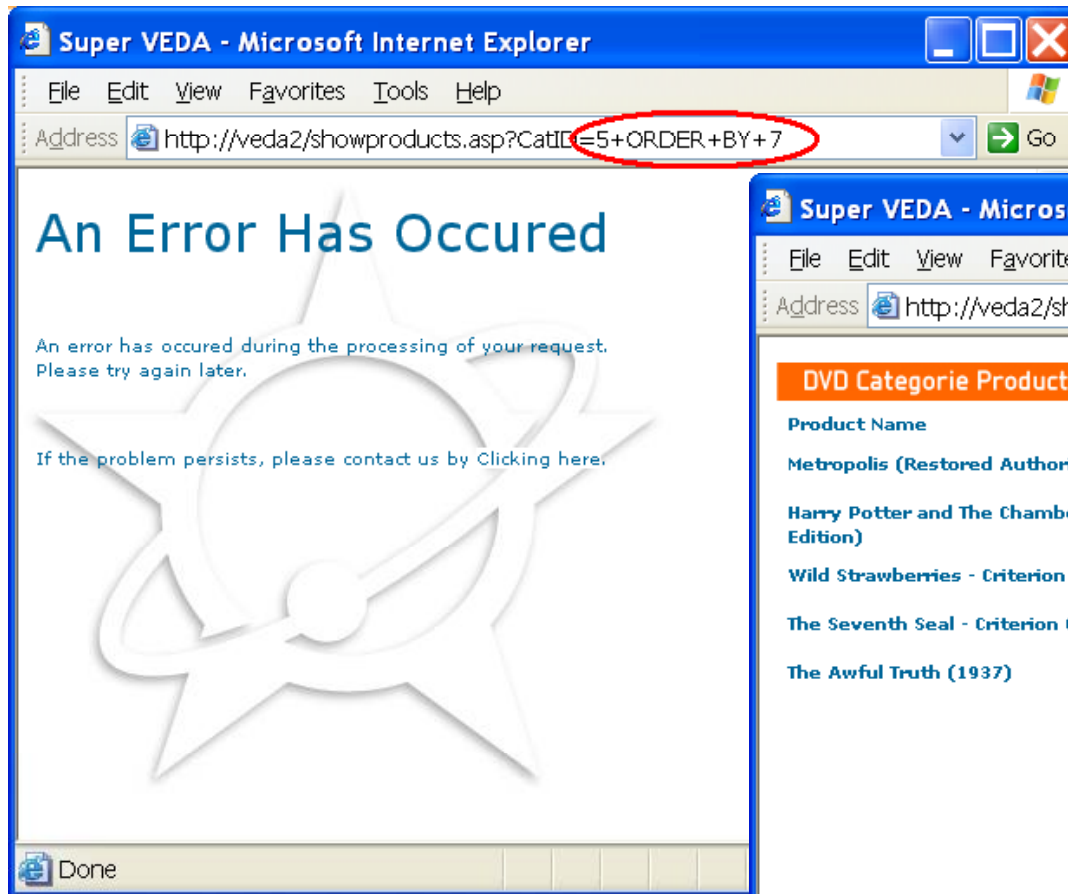 Super VEDA - Microsoft Internet Explorer
File Edit View Favorites Tools Help
Address http://veda2/showproducts.asp?CatID=5+ORDER+BY+7 Go
An Error Has Occured
An error has occured during the processing of your request.
Please try again later.
If the problem persists, please contact us by Clicking here.
Done
Super VEDA - Micros
File Edit View Favorite
Address http://veda2/sh
DVD Categorie Product
Product Name
Metropolis (Restored Author
Harry Potter and The Chambe
Edition)
Wild Strawberries - Criterion
The Seventh Seal - Criterion
The Awful Truth (1937)